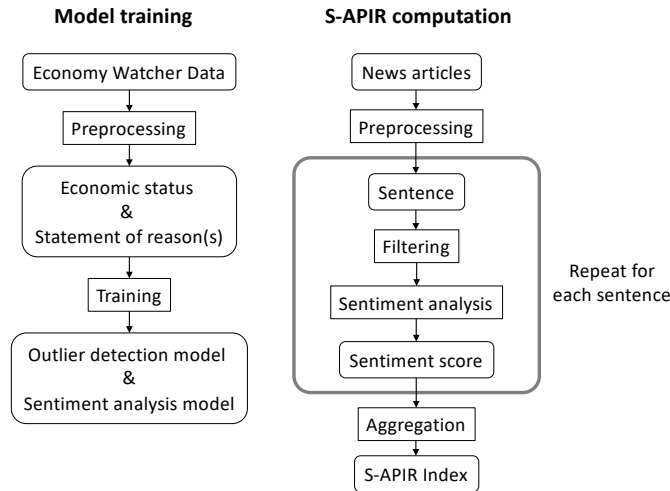 Model training
Economy Watcher Data
Preprocessing
Economic status
&
Statement of reason(s)
Training
Outlier detection model
&
Sentiment analysis model
S-APIR computation
News articles
Preprocessing
Sentence
Filtering
Sentiment analysis
Sentiment score
Repeat for
each sentence
Aggregation
S-APIR Index